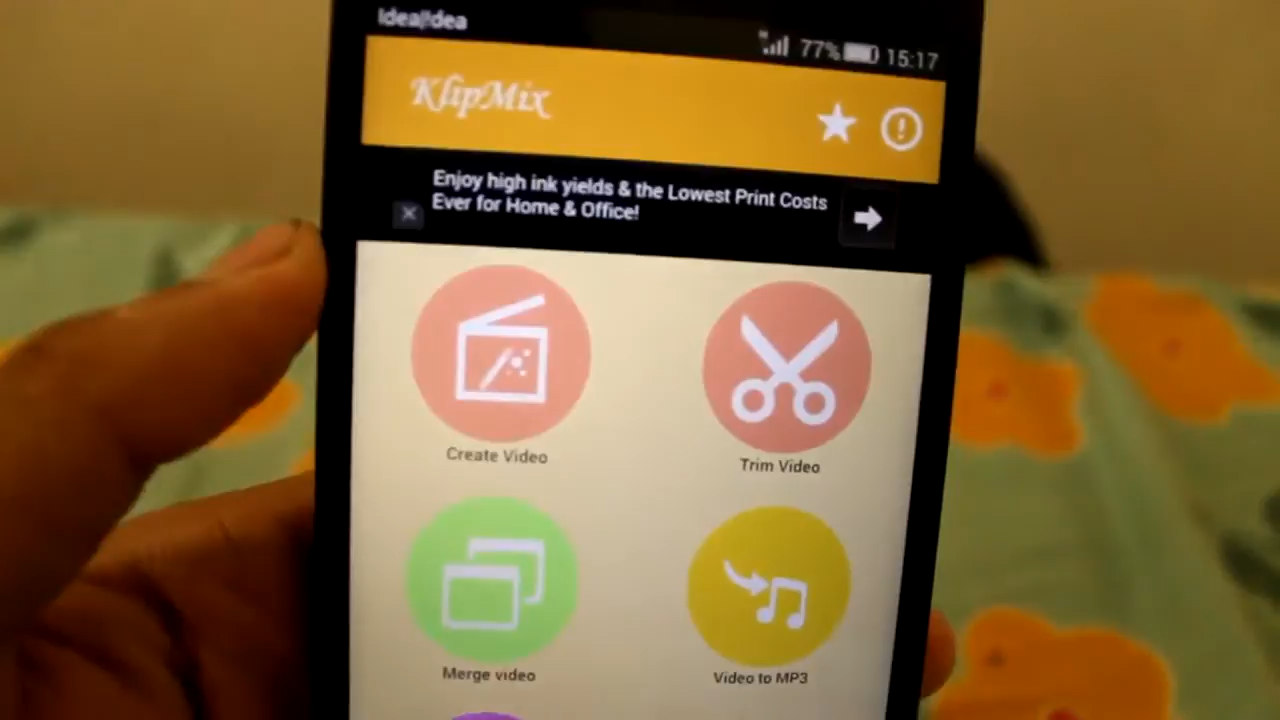 Idea|Idea
77% 15:17
KlipMix
Enjoy high ink yields & the Lowest Print Costs
Ever for Home & Office!
Create Video
Trim Video
Merge video
Video to MP3